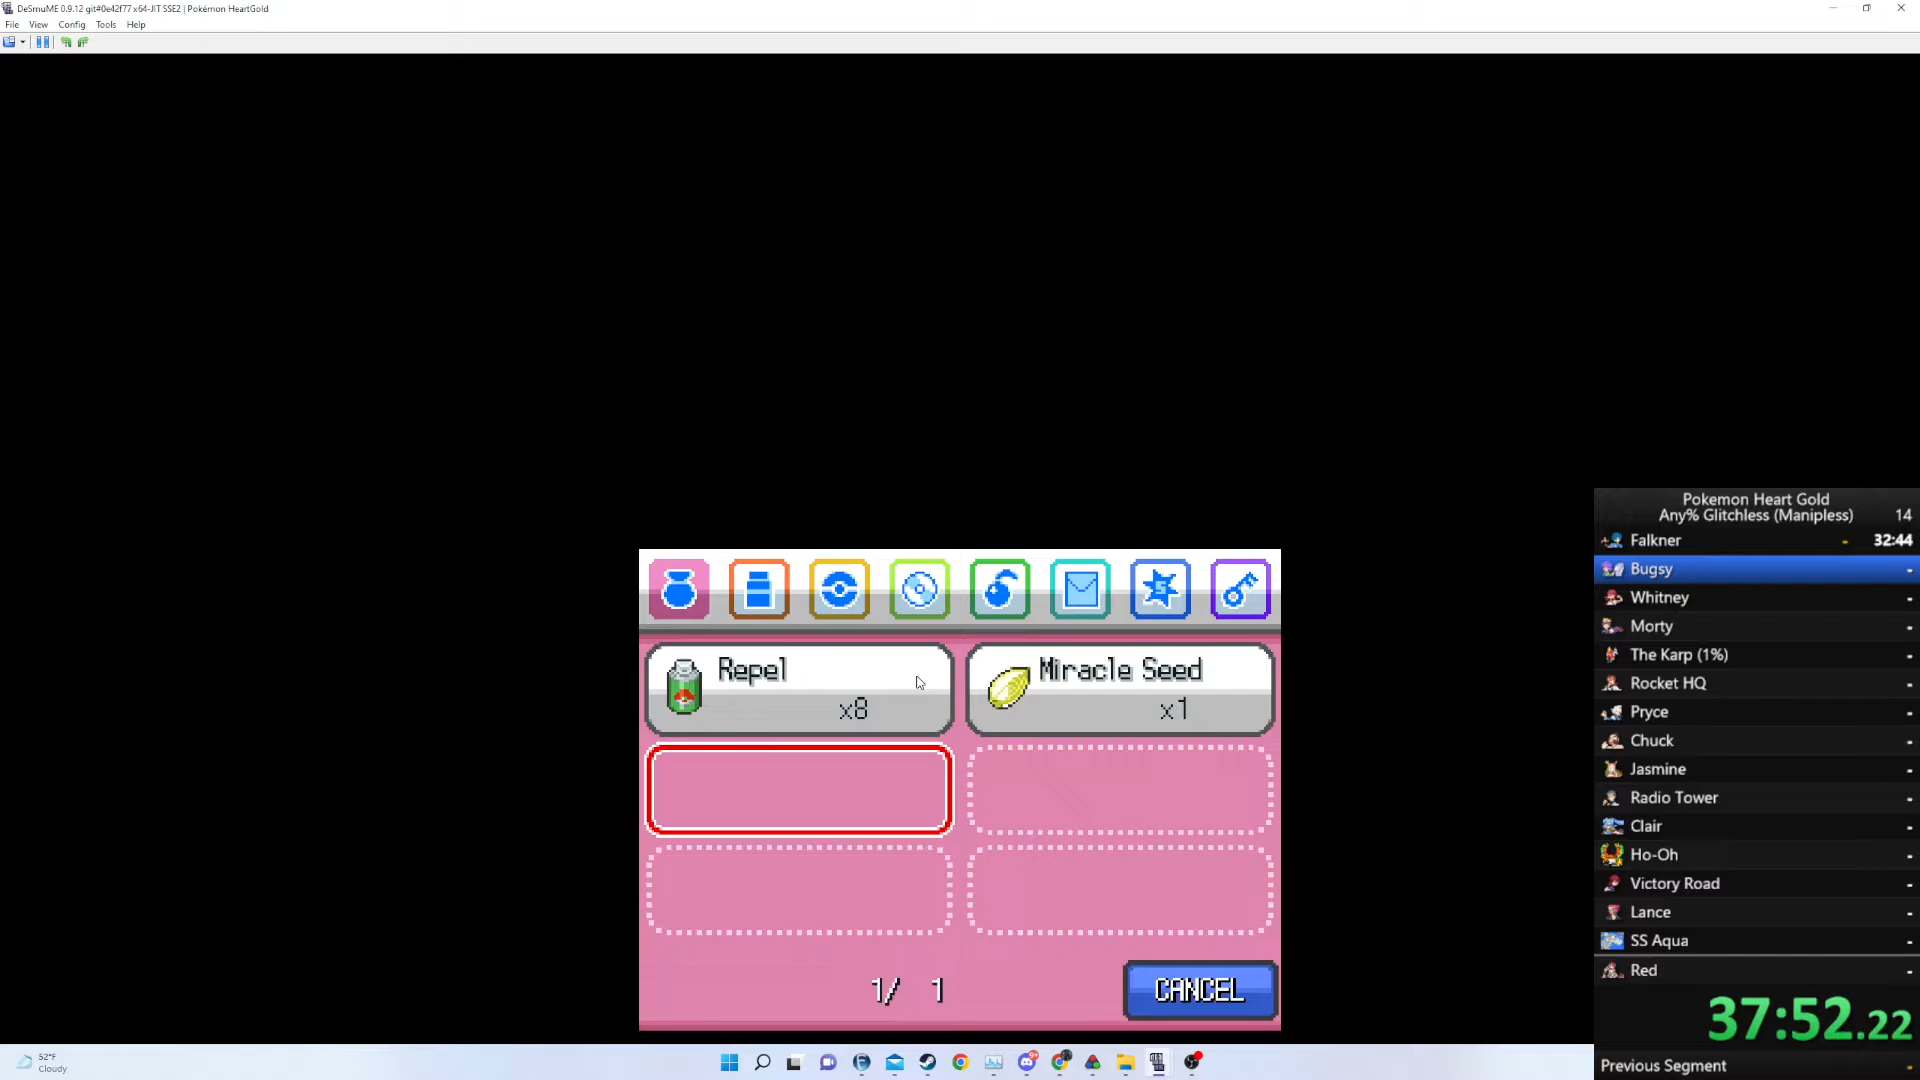 DeSmuME 0.9.12 git#0e42f77 x64-JIT SSE2 | Pokémon HeartGold
File View Config Tools Help
Repel
x8
Miracle Seed
x1
1/ 1
CANCEL
Pokemon Heart Gold
Any% Glitchless (Manipless) 14
Falkner - 32:44
Bugsy -
Whitney -
Morty -
The Karp (1%) -
Rocket HQ -
Pryce -
Chuck -
Jasmine -
Radio Tower -
Clair -
Ho-Oh -
Victory Road -
Lance -
SS Aqua -
Red -
37:52.22
Previous Segment -
52°F
Cloudy